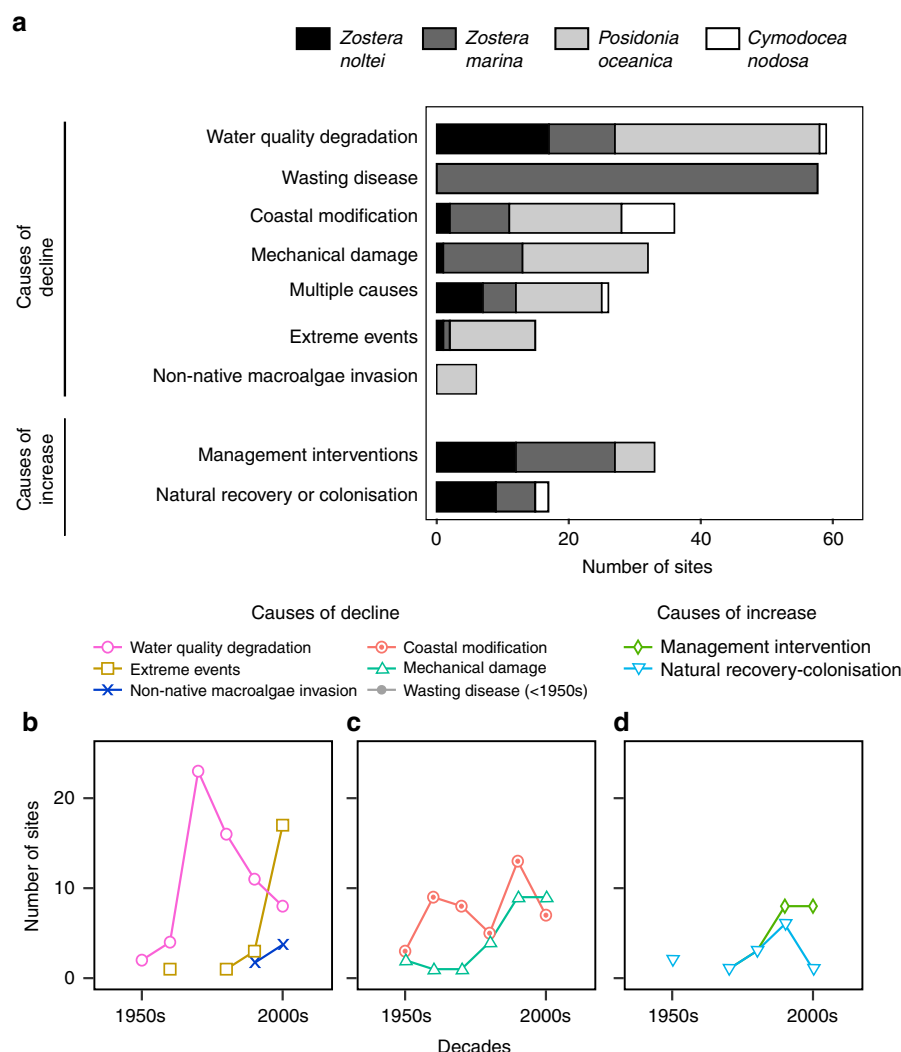 a
Zostera noltei
Zostera marina
Posidonia oceanica
Cymodocea nodosa
Causes of decline
Water quality degradation
Wasting disease
Coastal modification
Mechanical damage
Multiple causes
Extreme events
Non-native macroalgae invasion
Causes of increase
Management interventions
Natural recovery or colonisation
0 20 40 60
Number of sites
Causes of decline
Water quality degradation
Extreme events
Non-native macroalgae invasion
Coastal modification
Mechanical damage
Wasting disease (<1950s)
Causes of increase
Management intervention
Natural recovery-colonisation
b
c
d
Number of sites
20
10
0
1950s 2000s
1950s 2000s
1950s 2000s
Decades